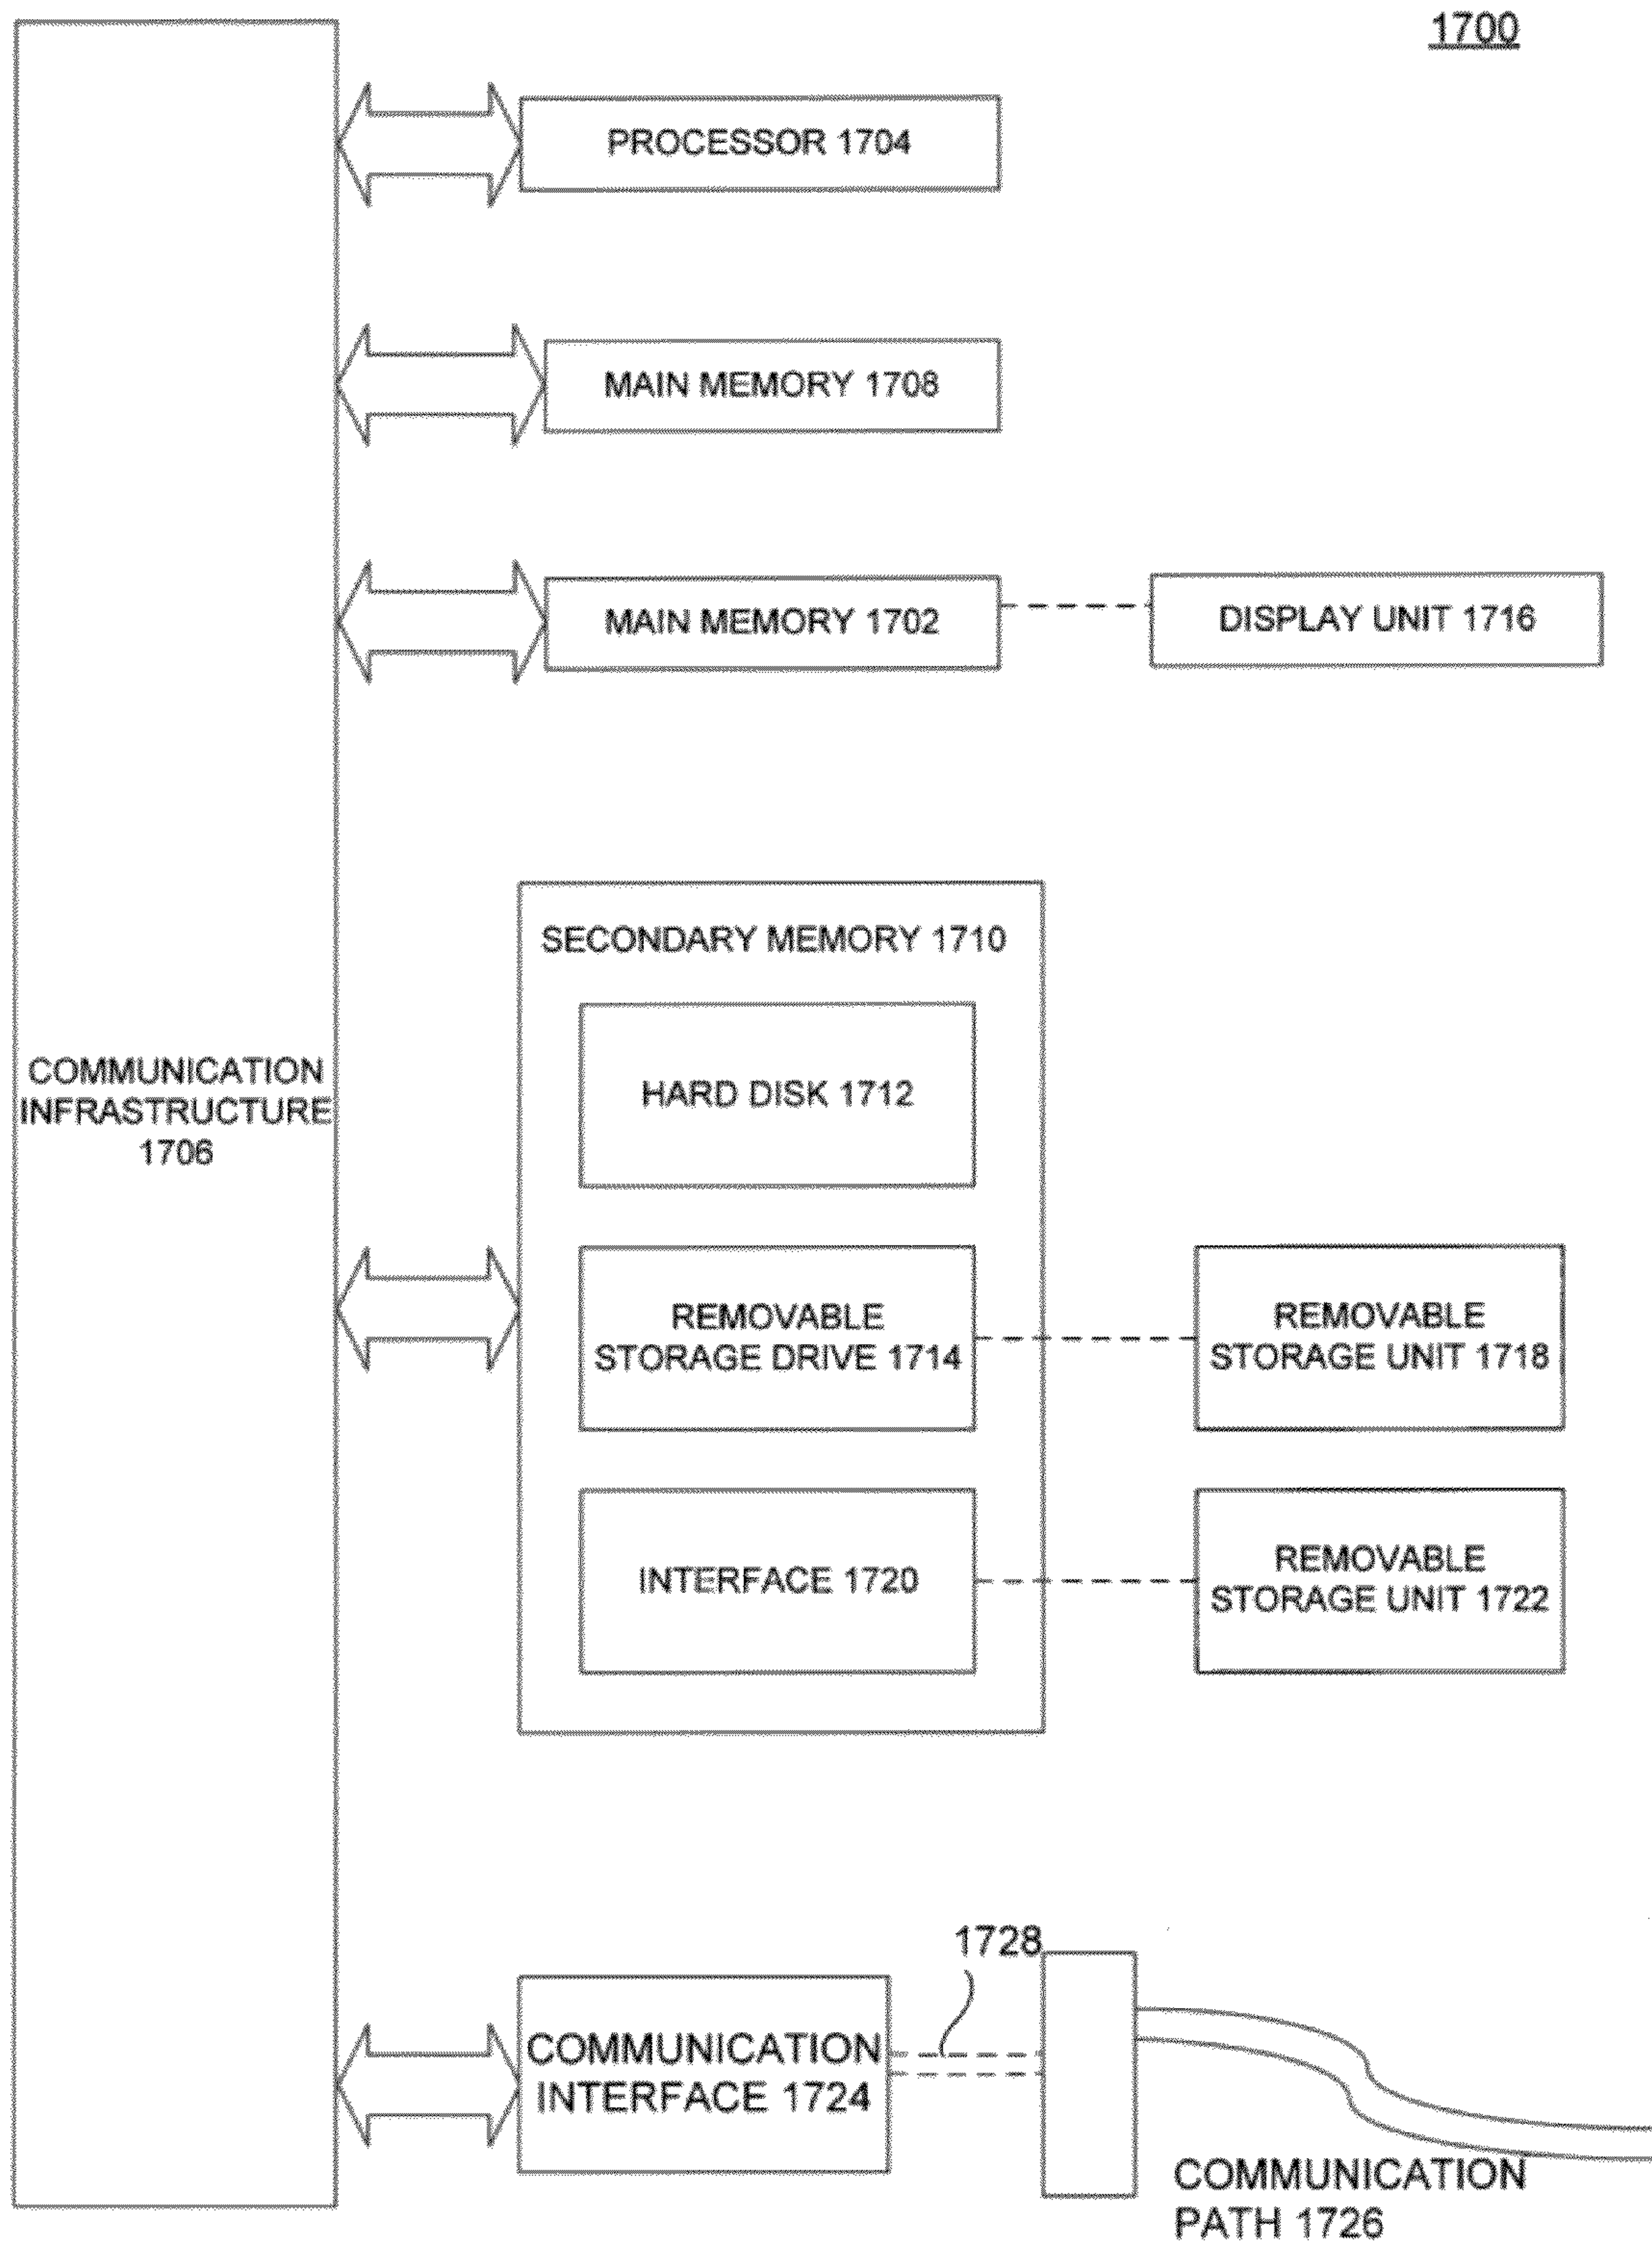 1700
PROCESSOR 1704
MAIN MEMORY 1708
MAIN MEMORY 1702
DISPLAY UNIT 1716
SECONDARY MEMORY 1710
HARD DISK 1712
COMMUNICATION
INFRASTRUCTURE
1706
REMOVABLE
STORAGE DRIVE 1714
REMOVABLE
STORAGE UNIT 1718
INTERFACE 1720
REMOVABLE
STORAGE UNIT 1722
1728
COMMUNICATION
INTERFACE 1724
COMMUNICATION
PATH 1726